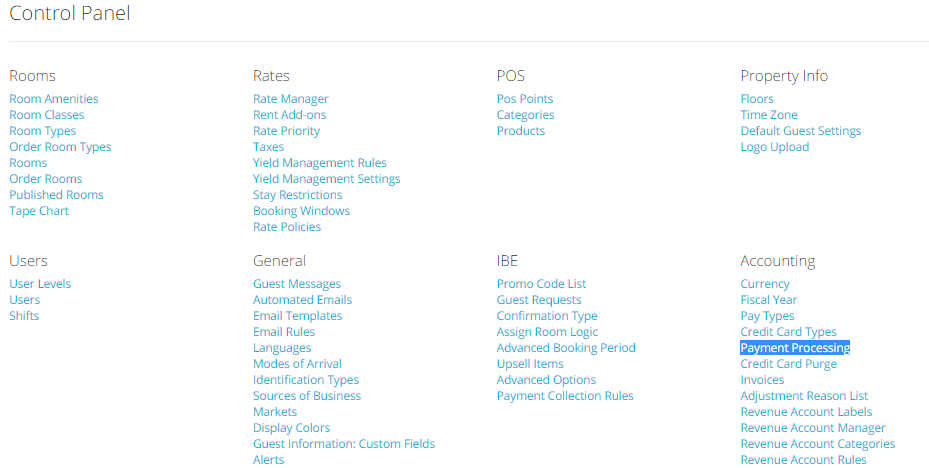 Control Panel
Rooms
Room Amenities
Room Classes
Room Types
Order Room Types
Rooms
Order Rooms
Published Rooms
Tape Chart
Rates
Rate Manager
Rent Add-ons
Rate Priority
Taxes
Yield Management Rules
Yield Management Settings
Stay Restrictions
Booking Windows
Rate Policies
POS
Pos Points
Categories
Products
Property Info
Floors
Time Zone
Default Guest Settings
Logo Upload
Users
User Levels
Users
Shifts
General
Guest Messages
Automated Emails
Email Templates
Email Rules
Languages
Modes of Arrival
Identification Types
Sources of Business
Markets
Display Colors
Guest Information: Custom Fields
Alerts
IBE
Promo Code List
Guest Requests
Confirmation Type
Assign Room Logic
Advanced Booking Period
Upsell Items
Advanced Options
Payment Collection Rules
Accounting
Currency
Fiscal Year
Pay Types
Credit Card Types
Payment Processing
Credit Card Purge
Invoices
Adjustment Reason List
Revenue Account Labels
Revenue Account Manager
Revenue Account Categories
Revenue Account Rules